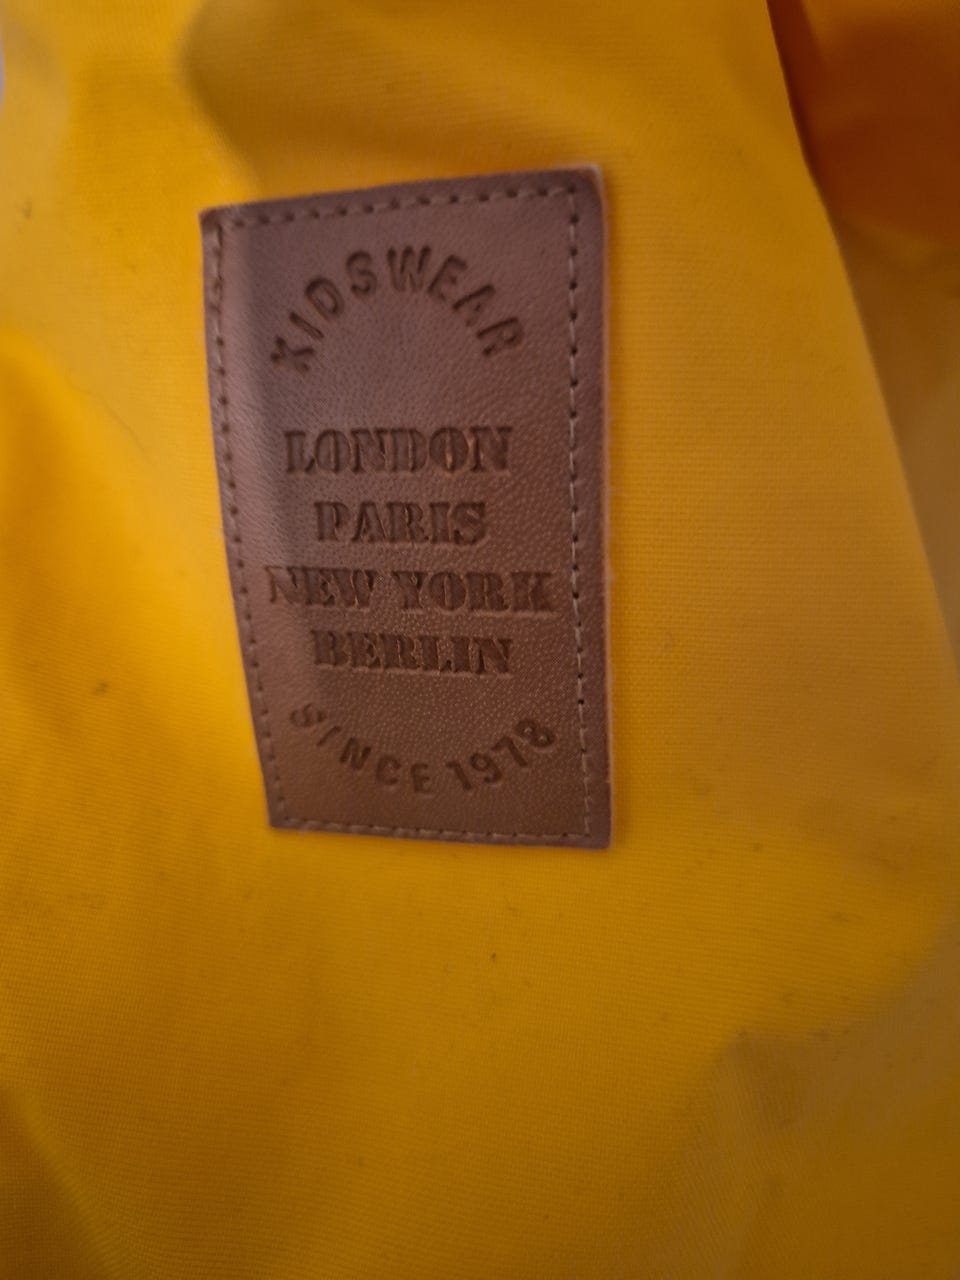 KIDSWEAR
LONDON
PARIS
NEW YORK
BERLIN
SINCE 1978